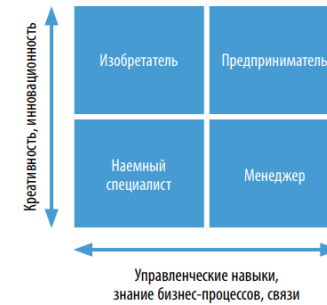 Креативность, инновационность
Изобретатель
Предприниматель
Наемный
специалист
Менеджер
Управленческие навыки,
знание бизнес-процессов, связи